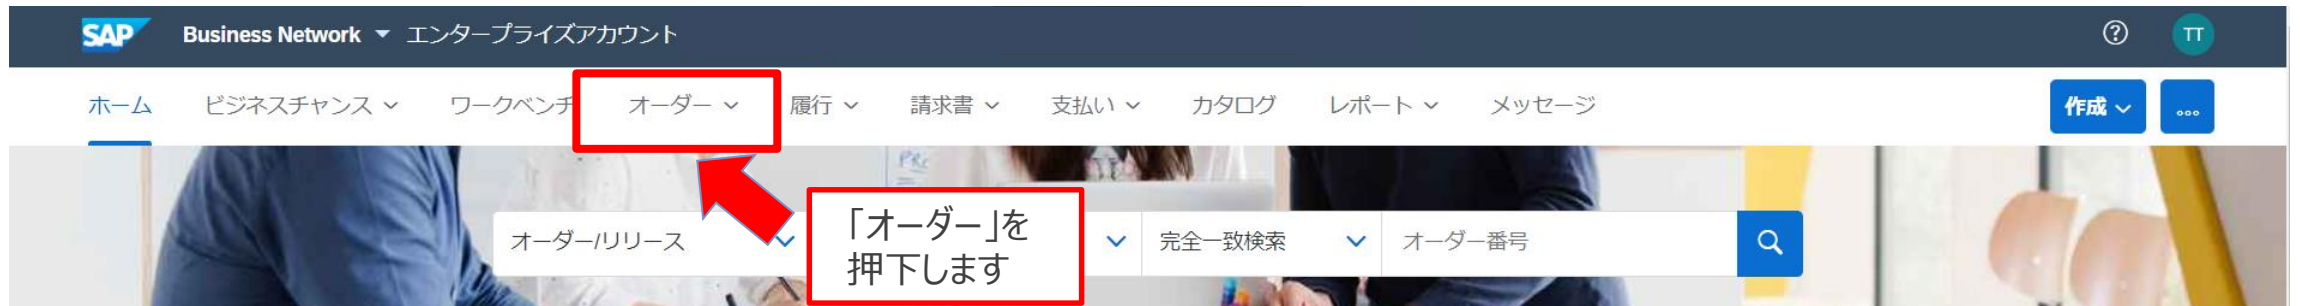 SAP Business Network エンタープライズアカウント TT
ホーム ビジネスチャンス ワークベンチ オーダー 履行 請求書 支払い カタログ レポート メッセージ 作成
オーダー/リリース 完全一致検索 オーダー番号
「オーダー」を
押下します